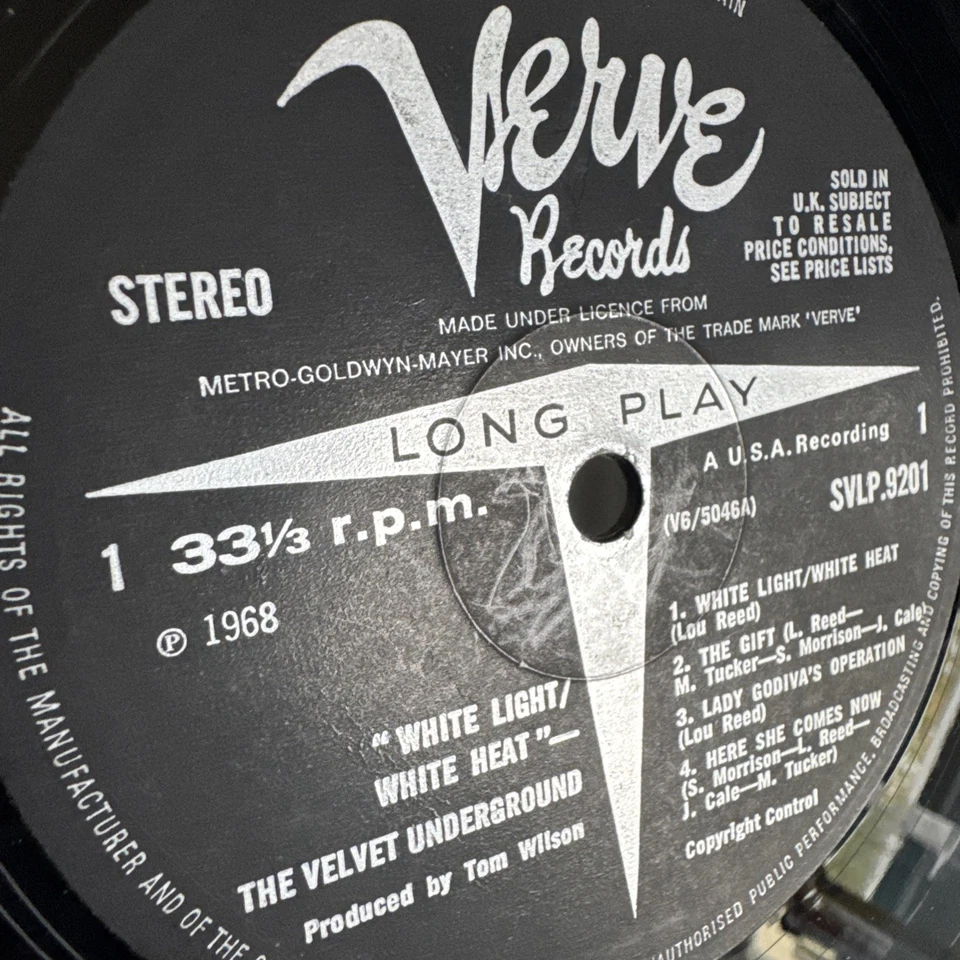 Verve
Records
STEREO
SOLD IN
U.K. SUBJECT
TO RESALE
PRICE CONDITIONS,
SEE PRICE LISTS
MADE UNDER LICENCE FROM
METRO-GOLDWYN-MAYER INC., OWNERS OF THE TRADE MARK 'VERVE'
LONG PLAY
1 33⅓ r.p.m.
℗ 1968
A U.S.A. Recording 1
SVLP.9201
(V6/5046A)
1. WHITE LIGHT/WHITE HEAT
(Lou Reed)
2. THE GIFT (L. Reed—
M. Tucker—S. Morrison—J. Cale)
3. LADY GODIVA'S OPERATION
(Lou Reed)
4. HERE SHE COMES NOW
(S. Morrison—L. Reed—
J. Cale—M. Tucker)
Copyright Control
"WHITE LIGHT/
WHITE HEAT"—
THE VELVET UNDERGROUND
Produced by Tom Wilson
ALL RIGHTS OF THE MANUFACTURER AND OF THE
PUBLIC PERFORMANCE, BROADCASTING AND COPYING OF THIS RECORD PROHIBITED.